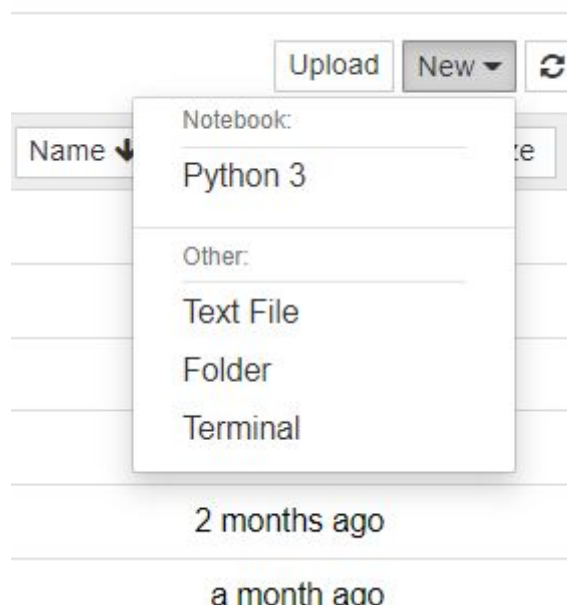 Upload New
Name
Notebook:
Python 3
Other:
Text File
Folder
Terminal
2 months ago
a month ago